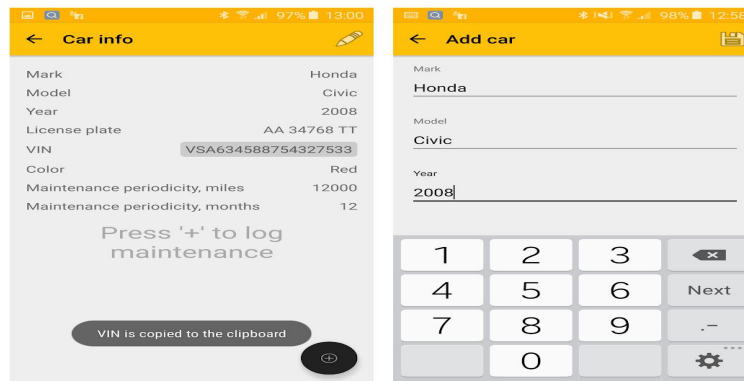 97% 13:00
Car info
Mark Honda
Model Civic
Year 2008
License plate AA 34768 TT
VIN VSA634588754327533
Color Red
Maintenance periodicity, miles 12000
Maintenance periodicity, months 12
Press '+' to log
maintenance
VIN is copied to the clipboard
98% 12:58
Add car
Mark
Honda
Model
Civic
Year
2008
1 2 3
4 5 6 Next
7 8 9 .-
0